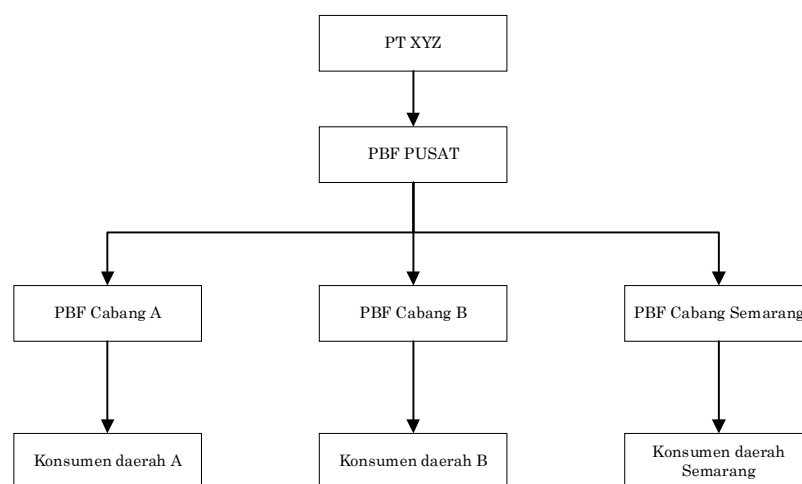 PT XYZ
PBF PUSAT
PBF Cabang A
PBF Cabang B
PBF Cabang Semarang
Konsumen daerah A
Konsumen daerah B
Konsumen daerah
Semarang